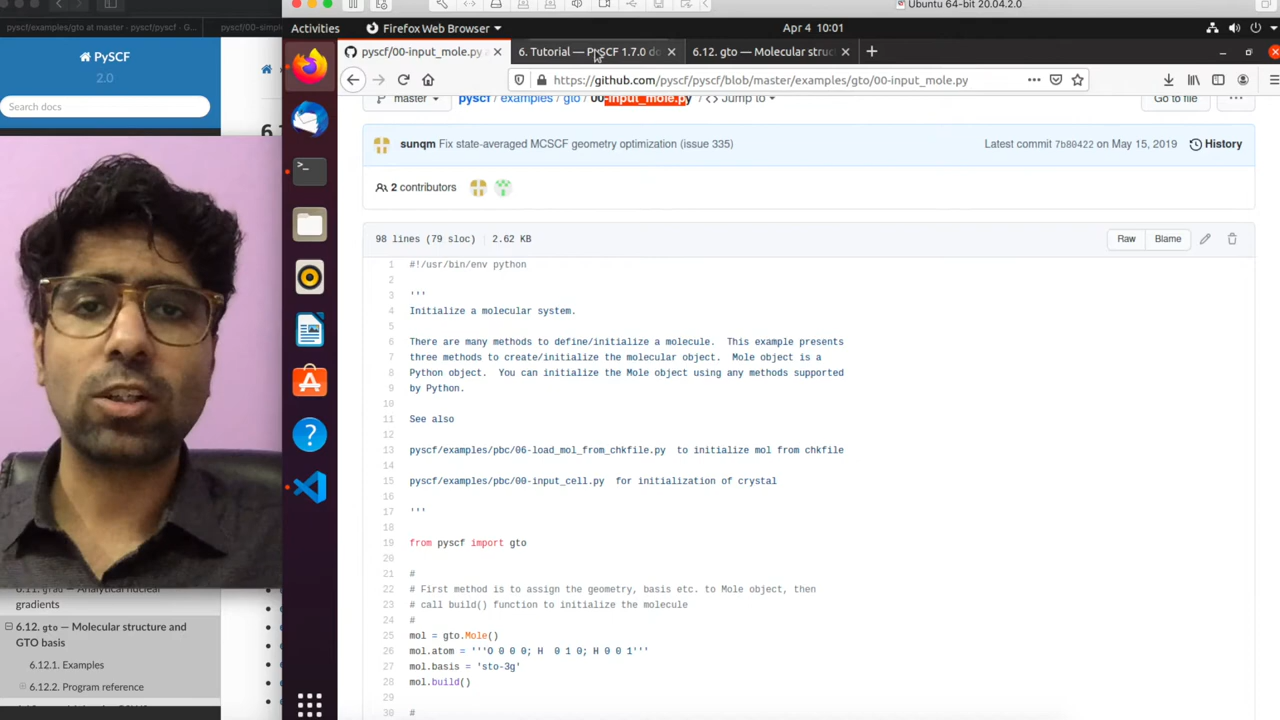 Ubuntu 64-bit 20.04.2.0
pyscf/examples/gto at master · pyscf/pyscf - G...
Activities
Firefox Web Browser
Apr 4 10:01
PySCF
2.0
Search docs
pyscf/00-input_mole.py a
6. Tutorial — PySCF 1.7.0 do
6.12. gto — Molecular struct
https://github.com/pyscf/pyscf/blob/master/examples/gto/00-input_mole.py
master
pyscf / examples / gto / 00-input_mole.py
<> Jump to
Go to file
...
sunqm Fix state-averaged MCSCF geometry optimization (issue 335)
Latest commit 7b80422 on May 15, 2019
History
2 contributors
98 lines (79 sloc)
2.62 KB
Raw
Blame
1 #!/usr/bin/env python
2
3 '''
4 Initialize a molecular system.
5
6 There are many methods to define/initialize a molecule. This example presents
7 three methods to create/initialize the molecular object. Mole object is a
8 Python object. You can initialize the Mole object using any methods supported
9 by Python.
10
11 See also
12
13 pyscf/examples/pbc/06-load_mol_from_chkfile.py to initialize mol from chkfile
14
15 pyscf/examples/pbc/00-input_cell.py for initialization of crystal
16
17 '''
18
19 from pyscf import gto
20
21 #
22 # First method is to assign the geometry, basis etc. to Mole object, then
23 # call build() function to initialize the molecule
24 #
25 mol = gto.Mole()
26 mol.atom = '''O 0 0 0; H 0 1 0; H 0 0 1'''
27 mol.basis = 'sto-3g'
28 mol.build()
29
30 #
gradients
6.12. gto — Molecular structure and
GTO basis
6.12.1. Examples
6.12.2. Program reference